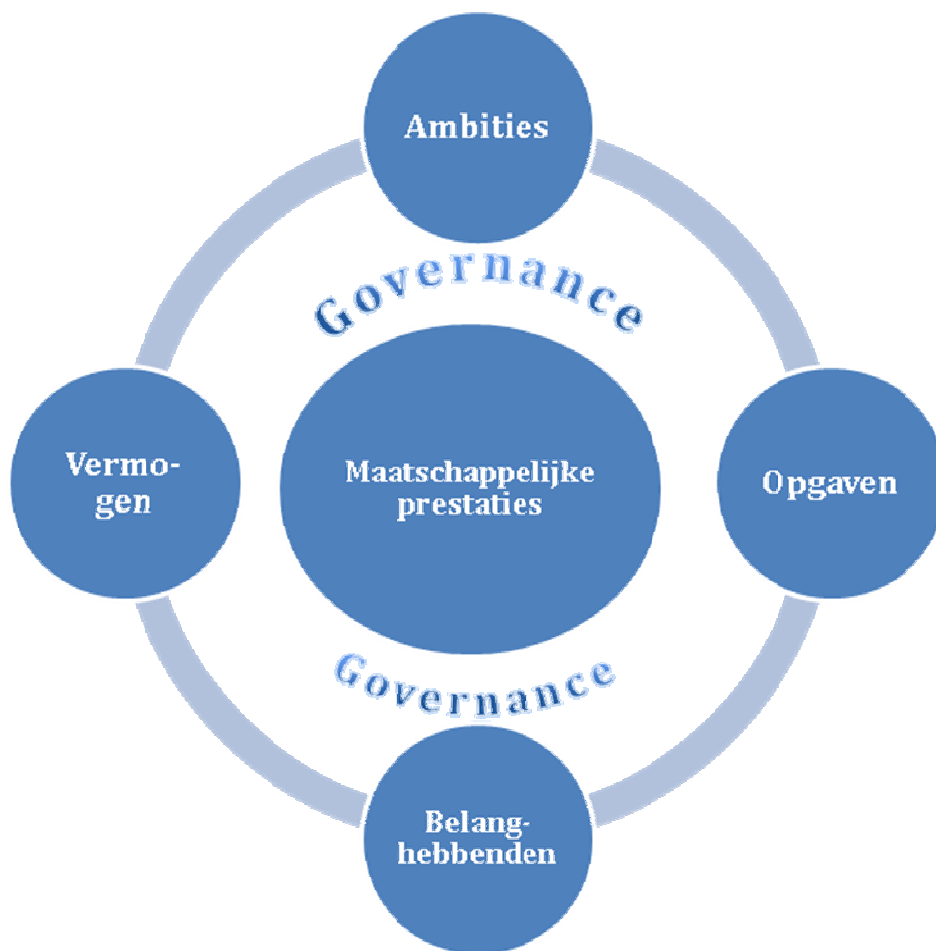 Ambities
Governance
Vermo-
gen
Maatschappelijke
prestaties
Opgaven
Governance
Belang-
hebbenden